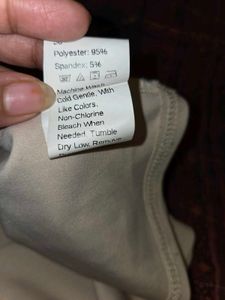 Polyester: 95%
Spandex: 5%
Machine Wash
Cold Gentle, With
Like Colors,
Non-Chlorine
Bleach When
Needed, Tumble
Dry Low, Remove